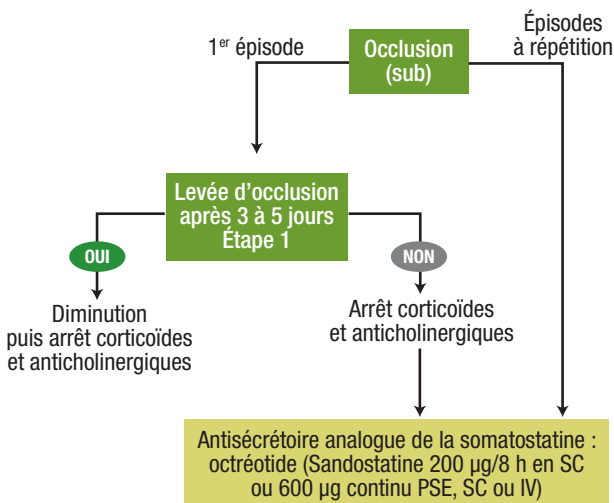 1er épisode
Occlusion
(sub)
Épisodes
à répétition
Levée d'occlusion
après 3 à 5 jours
Étape 1
OUI
NON
Diminution
puis arrêt corticoïdes
et anticholinergiques
Arrêt corticoïdes
et anticholinergiques
Antisécrétoire analogue de la somatostatine :
octréotide (Sandostatine 200 µg/8 h en SC
ou 600 µg continu PSE, SC ou IV)